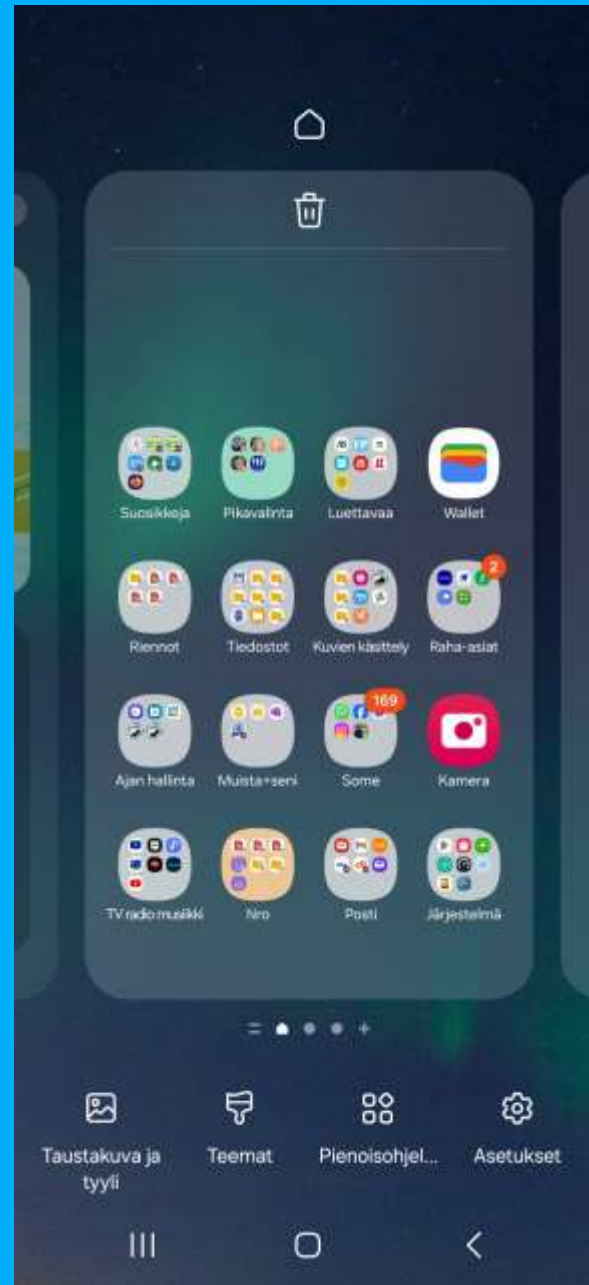 Suosikkeja
Pikavalinta
Luettavaa
Wallet
Riennot
Tiedostot
Kuvien käsittely
Raha-asiat
2
Ajan hallinta
Muista+seni
Some
169
Kamera
TV radio musiikki
Nro
Posti
Järjestelmä
Taustakuva ja
tyyli
Teemat
Pienoisohjel...
Asetukset